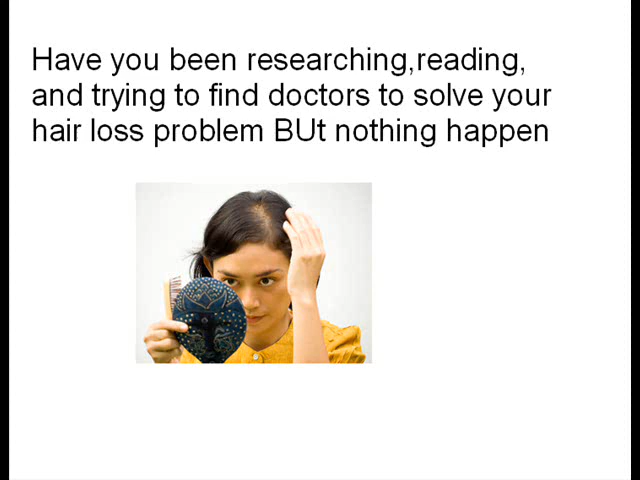 Have you been researching,reading,
and trying to find doctors to solve your
hair loss problem BUt nothing happen